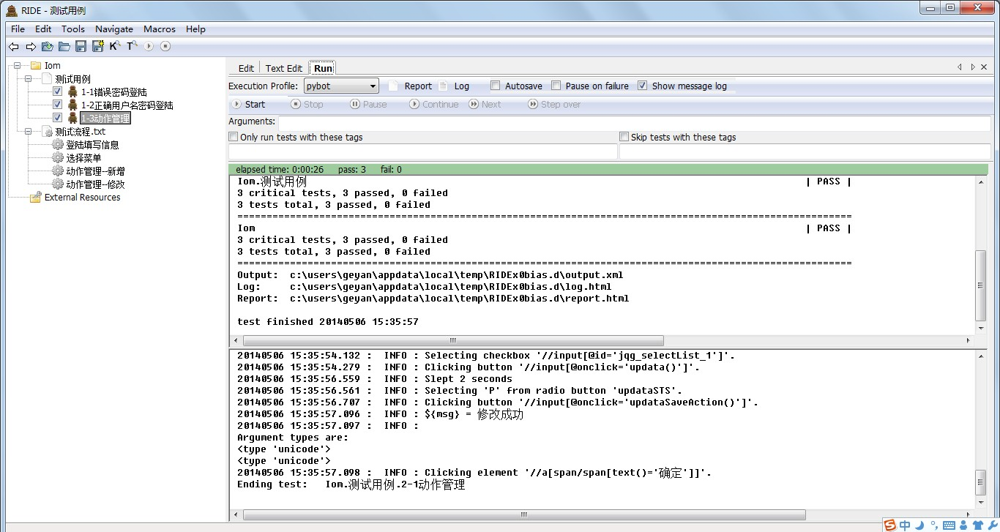 RIDE - 测试用例
File Edit Tools Navigate Macros Help
K T
Iom
测试用例
1-1错误密码登陆
1-2正确用户名密码登陆
1-3动作管理
测试流程.txt
登陆填写信息
选择菜单
动作管理--新增
动作管理--修改
External Resources
Edit Text Edit Run
Execution Profile: pybot Report Log Autosave Pause on failure Show message log
Start Stop Pause Continue Next Step over
Arguments:
Only run tests with these tags Skip tests with these tags
elapsed time: 0:00:26 pass: 3 fail: 0
Iom.测试用例 | PASS |
3 critical tests, 3 passed, 0 failed
3 tests total, 3 passed, 0 failed
=========================================================================================================
Iom | PASS |
3 critical tests, 3 passed, 0 failed
3 tests total, 3 passed, 0 failed
=========================================================================================================
Output: c:\users\geyan\appdata\local\temp\RIDEx0bias.d\output.xml
Log: c:\users\geyan\appdata\local\temp\RIDEx0bias.d\log.html
Report: c:\users\geyan\appdata\local\temp\RIDEx0bias.d\report.html
test finished 20140506 15:35:57
20140506 15:35:54.132 : INFO : Selecting checkbox '//input[@id='jqg_selectList_1']'.
20140506 15:35:54.279 : INFO : Clicking button '//input[@onclick='updata()']'.
20140506 15:35:56.559 : INFO : Slept 2 seconds
20140506 15:35:56.561 : INFO : Selecting 'P' from radio button 'updataSTS'.
20140506 15:35:56.707 : INFO : Clicking button '//input[@onclick='updataSaveAction()']'.
20140506 15:35:57.096 : INFO : ${msg} = 修改成功
20140506 15:35:57.097 : INFO :
Argument types are:
<type 'unicode'>
<type 'unicode'>
20140506 15:35:57.098 : INFO : Clicking element '//a[span/span[text()='确定']]'.
Ending test: Iom.测试用例.2-1动作管理
S 中